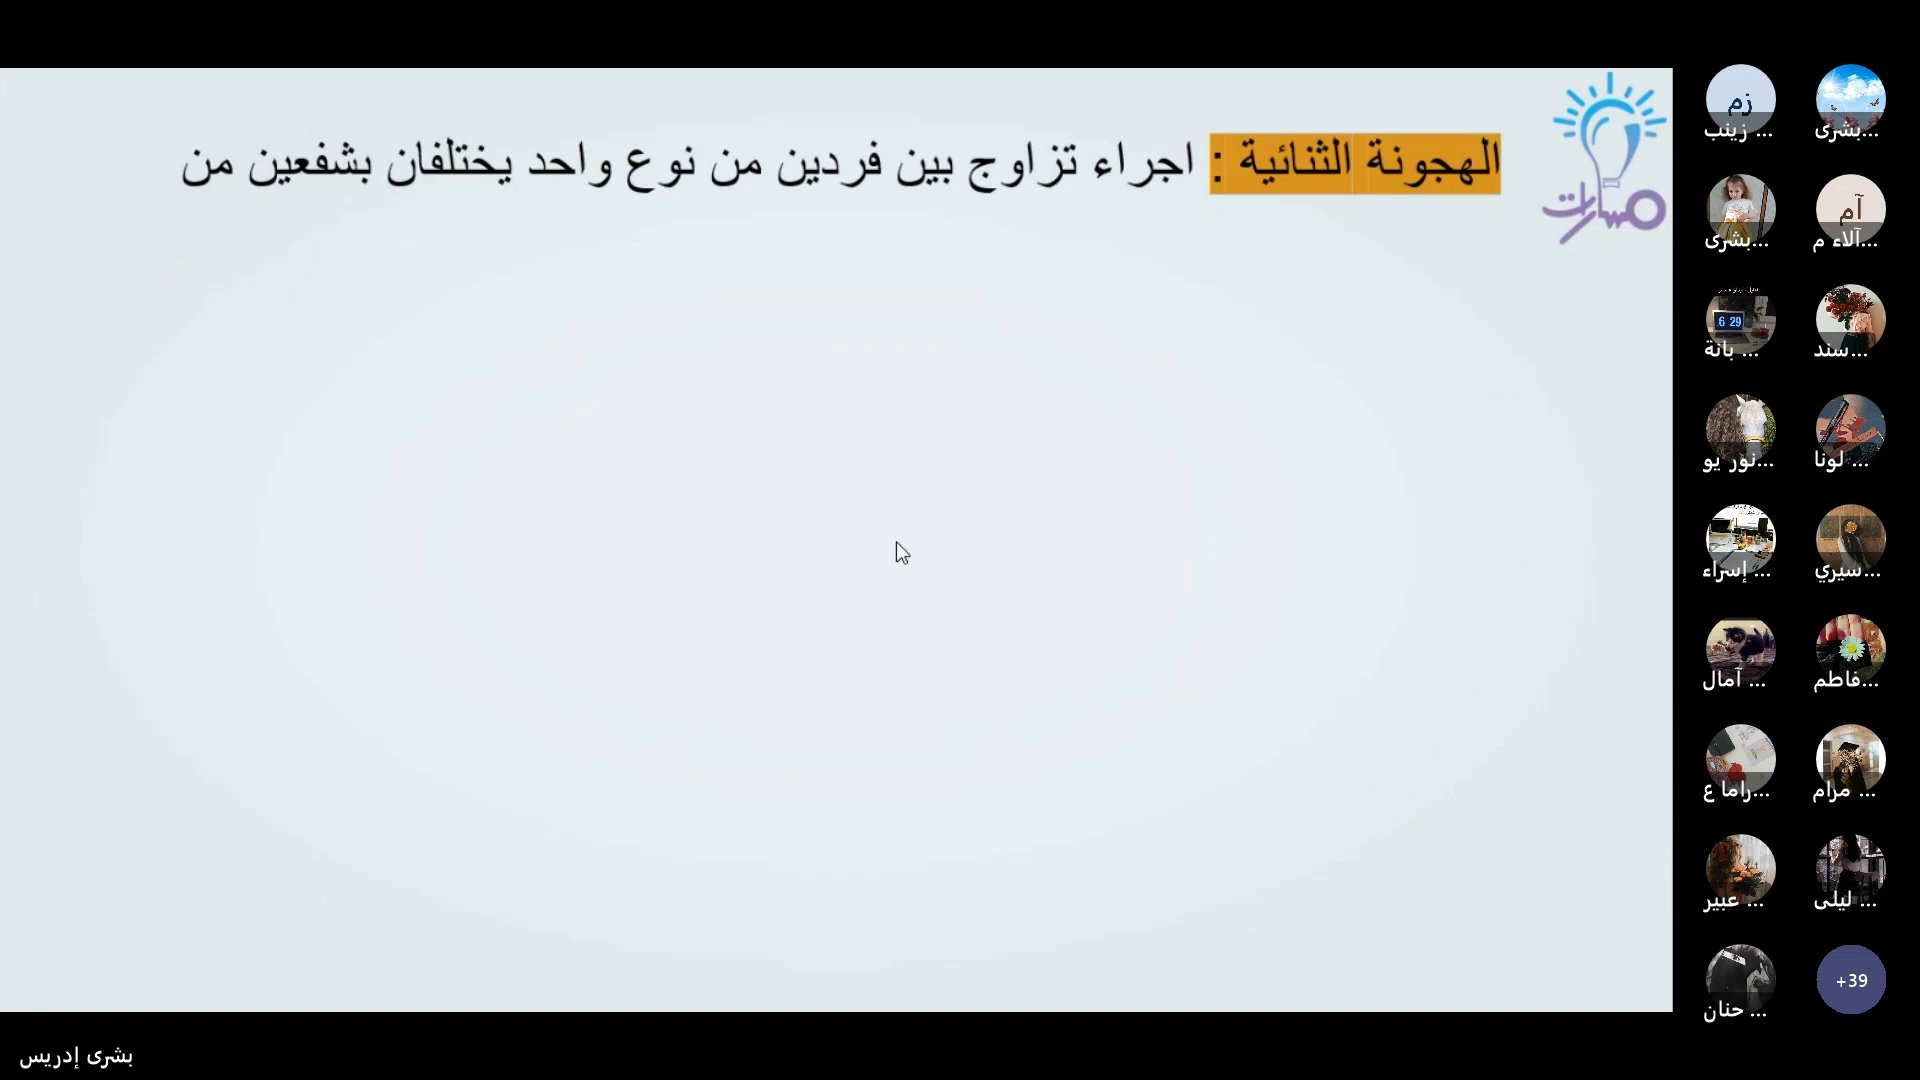 الهجونة الثنائية : اجراء تزاوج بين فردين من نوع واحد يختلفان بشفعين من
مسارات
زم
زينب ...
بشرى...
بشرى...
آم
آلاء م...
6 29
بانة ...
سند...
نور يو...
لونا ...
إسراء ...
سيري...
آمال ...
فاطم...
راما ع...
مرام ...
عبير ...
ليلى ...
حنان ...
+39
بشرى إدريس